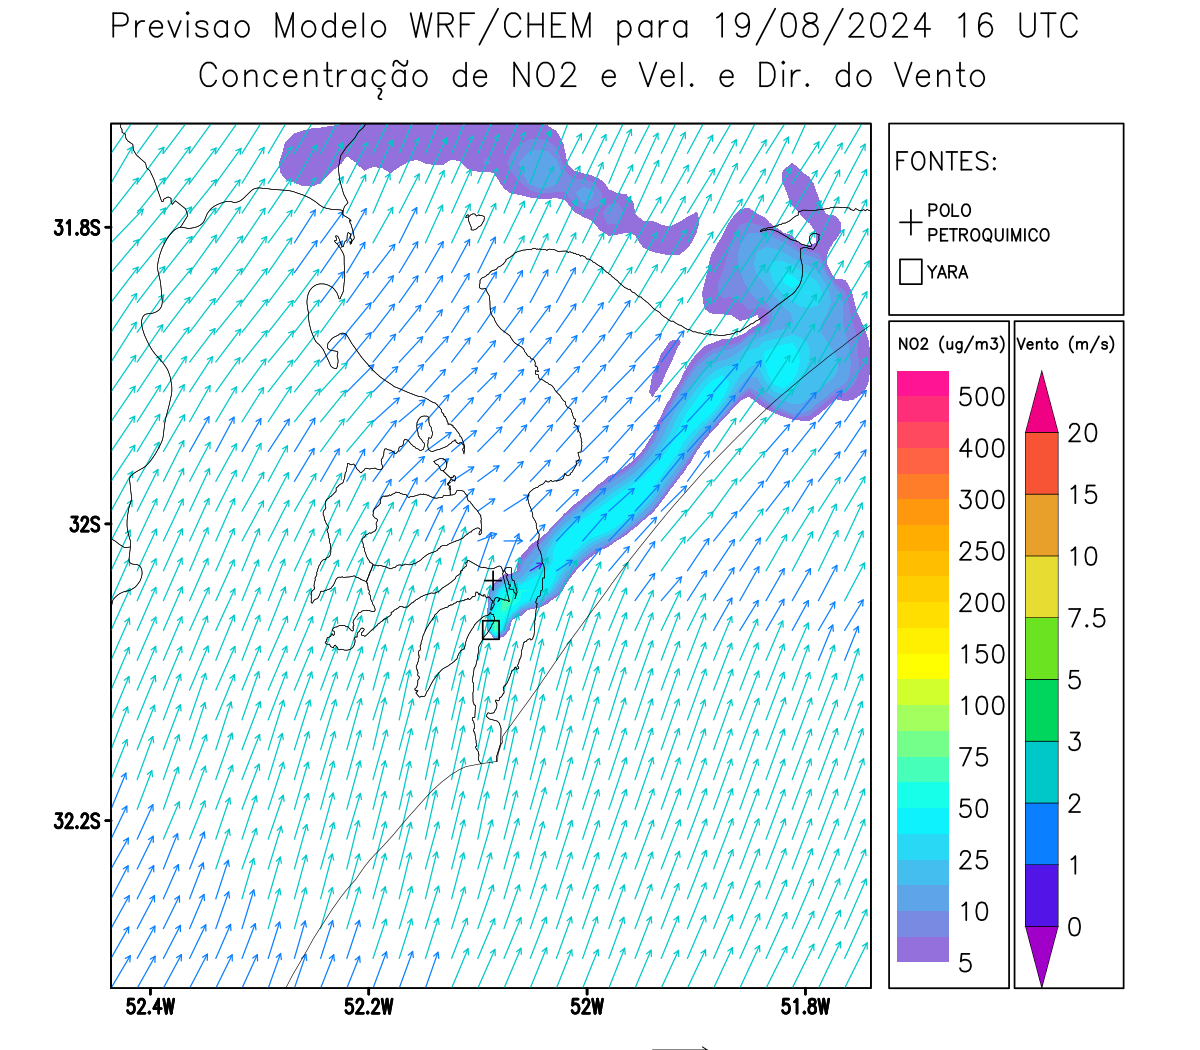 Previsao Modelo WRF/CHEM para 19/08/2024 16 UTC
Concentração de NO2 e Vel. e Dir. do Vento
FONTES:
POLO
PETROQUIMICO
YARA
NO2 (ug/m3)
500
400
300
250
200
150
100
75
50
25
10
5
Vento (m/s)
20
15
10
7.5
5
3
2
1
0
31.8S
32S
32.2S
52.4W
52.2W
52W
51.8W